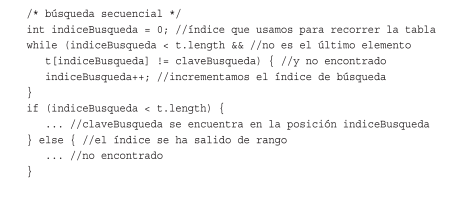 /* búsqueda secuencial */
int indiceBusqueda = 0; //índice que usamos para recorrer la tabla
while (indiceBusqueda < t.length && //no es el último elemento
   t[indiceBusqueda] != claveBusqueda) { //y no encontrado
   indiceBusqueda++; //incrementamos el índice de búsqueda
}
if (indiceBusqueda < t.length) {
   ... //claveBusqueda se encuentra en la posición indiceBusqueda
} else { //el índice se ha salido de rango
   ... //no encontrado
}